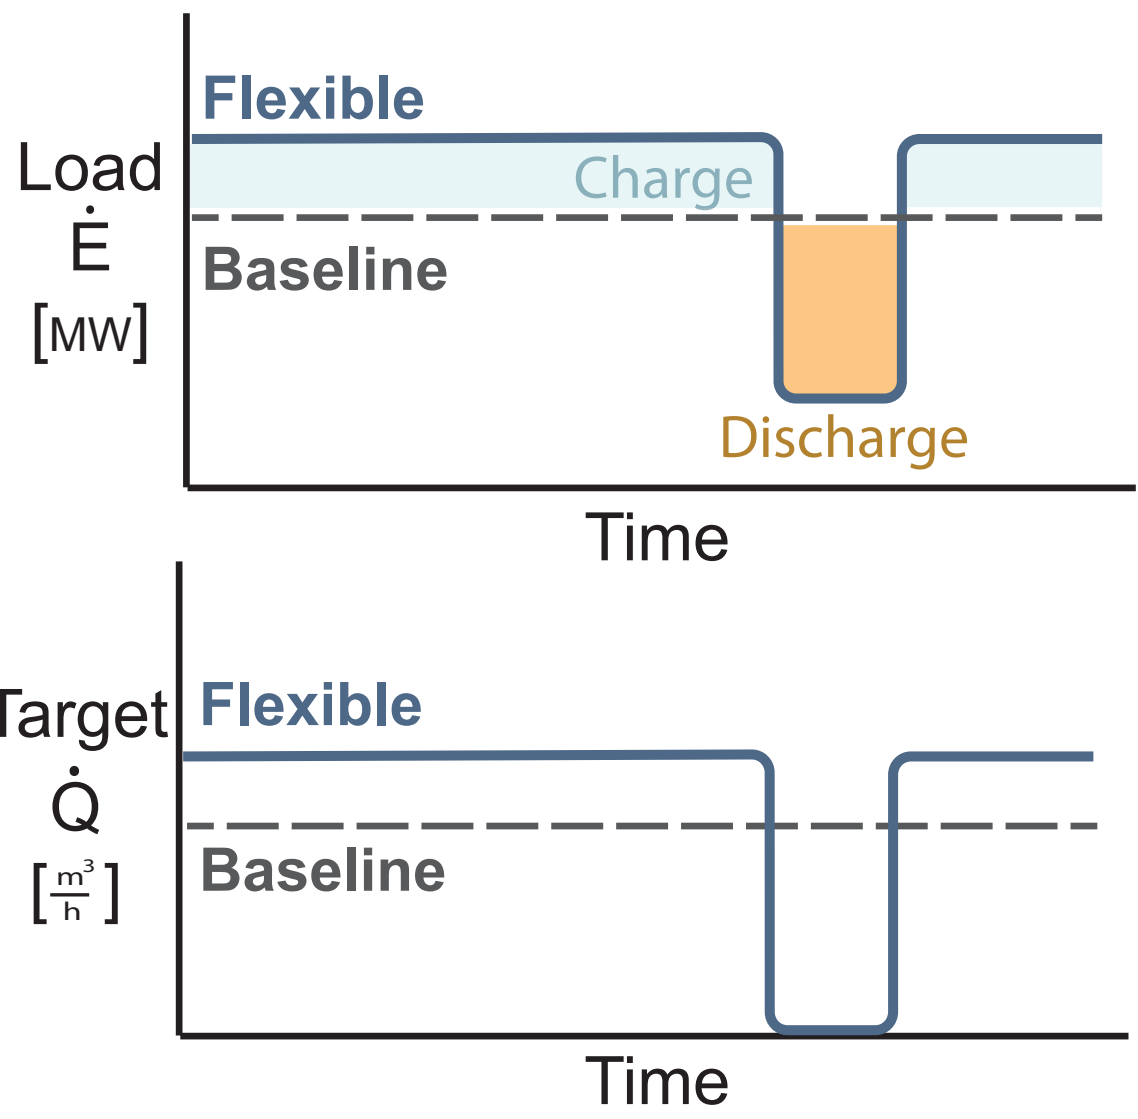 Flexible
Load
Ė
[MW]
Charge
Baseline
Discharge
Time
Flexible
Target
Q̇
[m³/h]
Baseline
Time